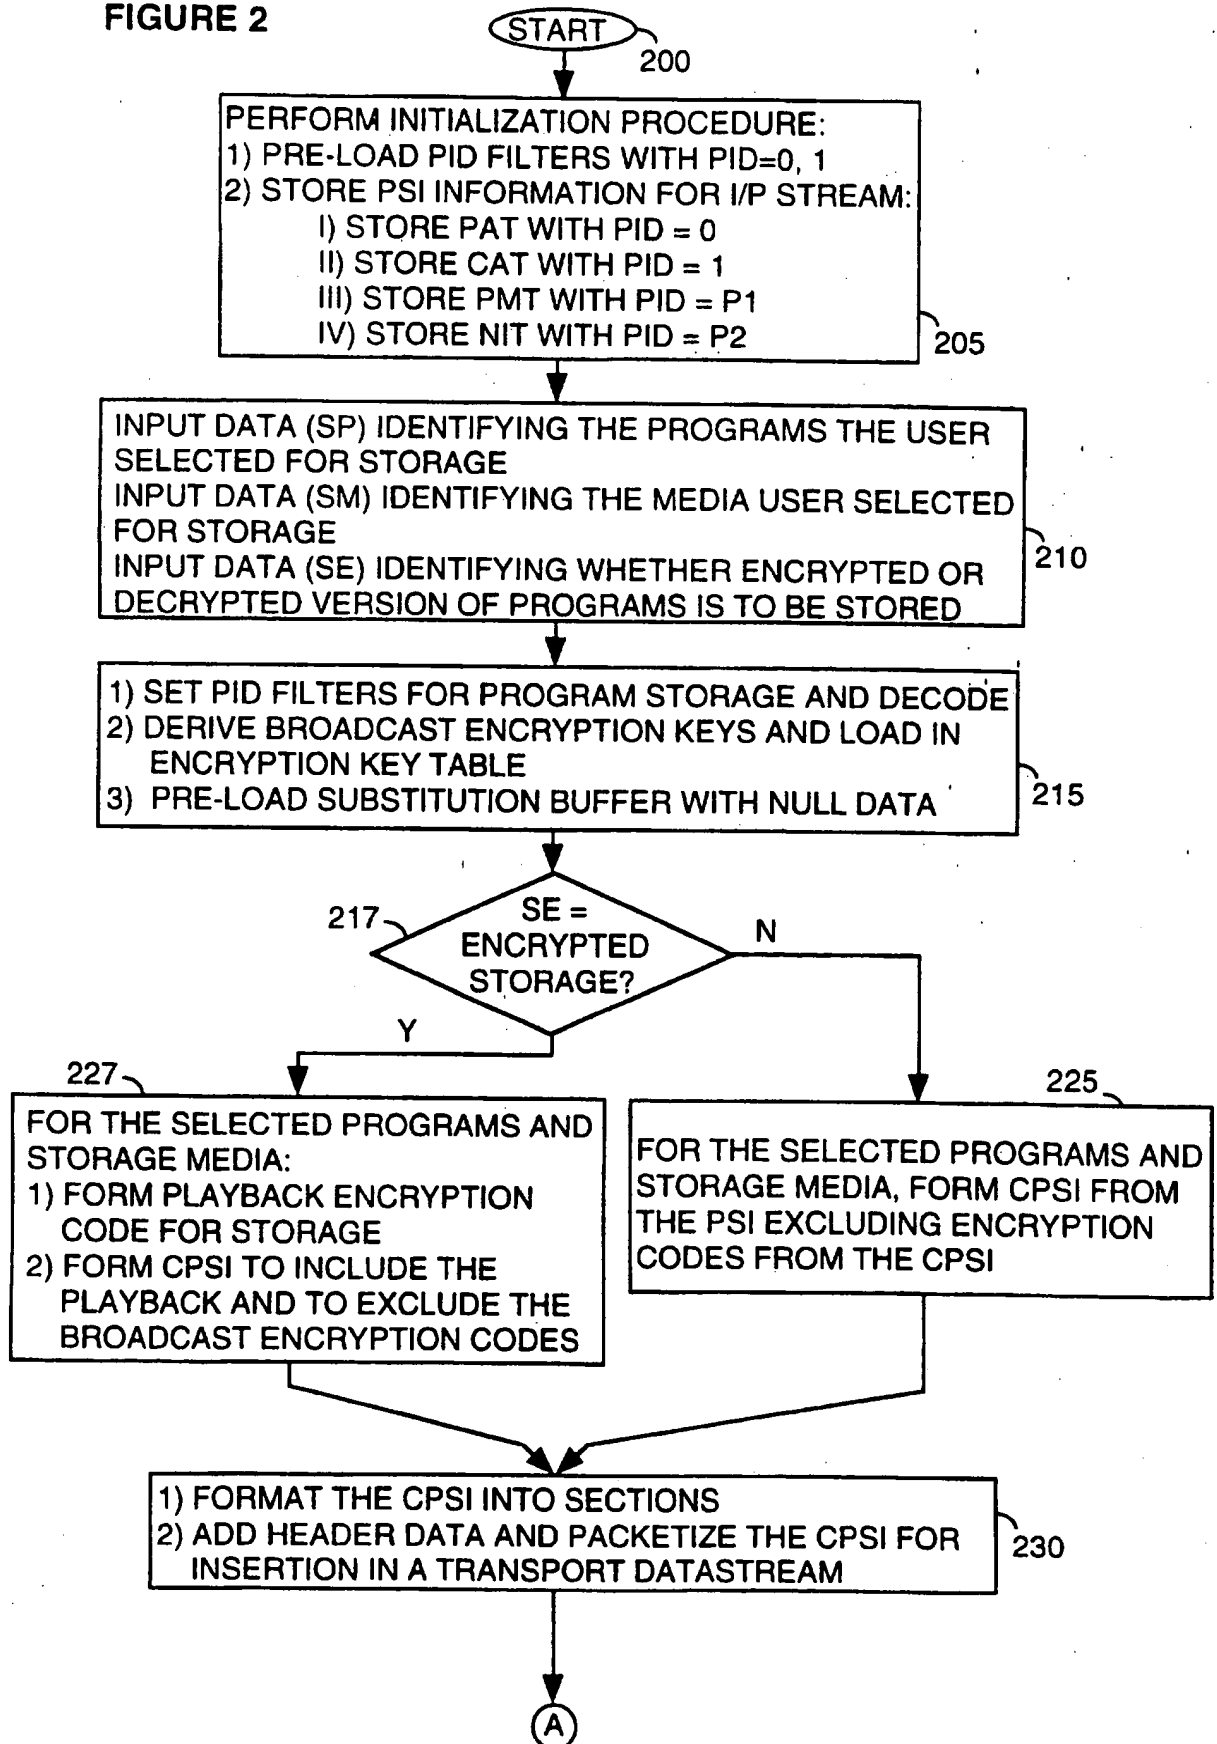 FIGURE 2
START
200
PERFORM INITIALIZATION PROCEDURE:
1) PRE-LOAD PID FILTERS WITH PID=0, 1
2) STORE PSI INFORMATION FOR I/P STREAM:
I) STORE PAT WITH PID = 0
II) STORE CAT WITH PID = 1
III) STORE PMT WITH PID = P1
IV) STORE NIT WITH PID = P2
205
INPUT DATA (SP) IDENTIFYING THE PROGRAMS THE USER
SELECTED FOR STORAGE
INPUT DATA (SM) IDENTIFYING THE MEDIA USER SELECTED
FOR STORAGE
INPUT DATA (SE) IDENTIFYING WHETHER ENCRYPTED OR
DECRYPTED VERSION OF PROGRAMS IS TO BE STORED
210
1) SET PID FILTERS FOR PROGRAM STORAGE AND DECODE
2) DERIVE BROADCAST ENCRYPTION KEYS AND LOAD IN
ENCRYPTION KEY TABLE
3) PRE-LOAD SUBSTITUTION BUFFER WITH NULL DATA
215
217
SE =
ENCRYPTED
STORAGE?
N
Y
227
FOR THE SELECTED PROGRAMS AND
STORAGE MEDIA:
1) FORM PLAYBACK ENCRYPTION
CODE FOR STORAGE
2) FORM CPSI TO INCLUDE THE
PLAYBACK AND TO EXCLUDE THE
BROADCAST ENCRYPTION CODES
225
FOR THE SELECTED PROGRAMS AND
STORAGE MEDIA, FORM CPSI FROM
THE PSI EXCLUDING ENCRYPTION
CODES FROM THE CPSI
1) FORMAT THE CPSI INTO SECTIONS
2) ADD HEADER DATA AND PACKETIZE THE CPSI FOR
INSERTION IN A TRANSPORT DATASTREAM
230
A